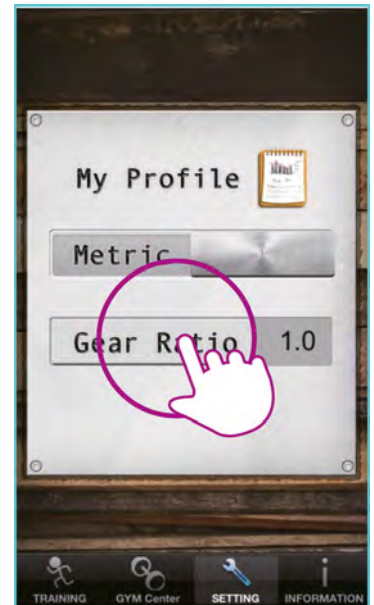 My Profile
Metric
Gear Ratio 1.0
TRAINING GYM Center SETTING INFORMATION